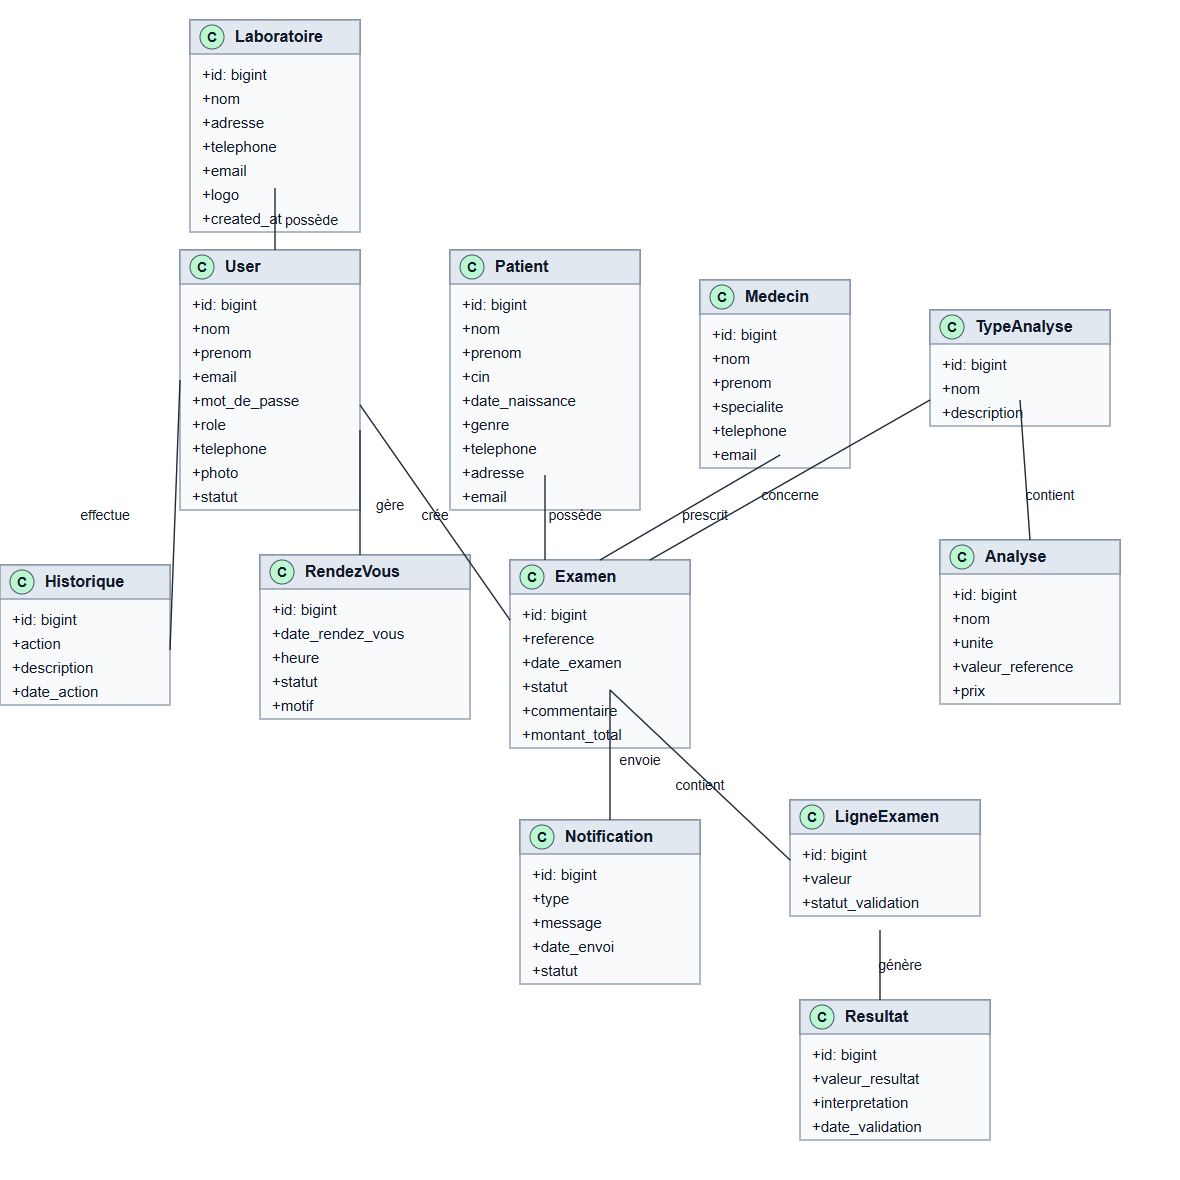 C Laboratoire
+id: bigint
+nom
+adresse
+telephone
+email
+logo
+created_at
possède
C User
+id: bigint
+nom
+prenom
+email
+mot_de_passe
+role
+telephone
+photo
+statut
C Patient
+id: bigint
+nom
+prenom
+cin
+date_naissance
+genre
+telephone
+adresse
+email
C Medecin
+id: bigint
+nom
+prenom
+specialite
+telephone
+email
C TypeAnalyse
+id: bigint
+nom
+description
effectue
gère
crée
possède
prescrit
concerne
contient
C Historique
+id: bigint
+action
+description
+date_action
C RendezVous
+id: bigint
+date_rendez_vous
+heure
+statut
+motif
C Examen
+id: bigint
+reference
+date_examen
+statut
+commentaire
+montant_total
C Analyse
+id: bigint
+nom
+unite
+valeur_reference
+prix
envoie
contient
C Notification
+id: bigint
+type
+message
+date_envoi
+statut
C LigneExamen
+id: bigint
+valeur
+statut_validation
génère
C Resultat
+id: bigint
+valeur_resultat
+interpretation
+date_validation